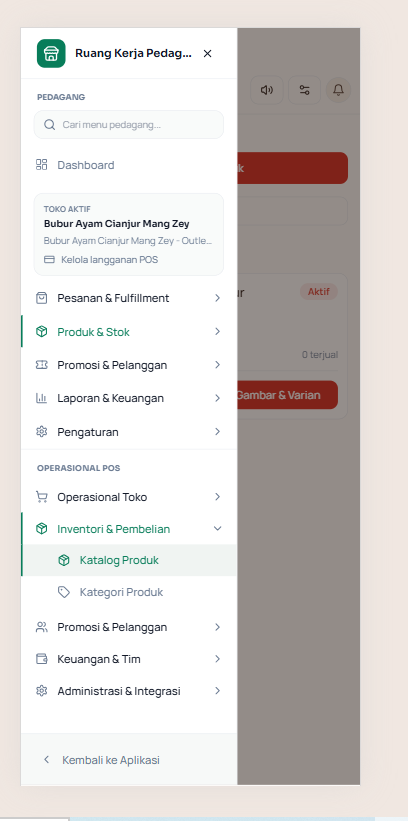 Ruang Kerja Pedag...
PEDAGANG
Cari menu pedagang...
Dashboard
k
TOKO AKTIF
Bubur Ayam Cianjur Mang Zey
Bubur Ayam Cianjur Mang Zey - Outle...
Kelola langganan POS
Pesanan & Fulfillment
ur
Aktif
Produk & Stok
0 terjual
Promosi & Pelanggan
Laporan & Keuangan
Gambar & Varian
Pengaturan
OPERASIONAL POS
Operasional Toko
Inventori & Pembelian
Katalog Produk
Kategori Produk
Promosi & Pelanggan
Keuangan & Tim
Administrasi & Integrasi
Kembali ke Aplikasi